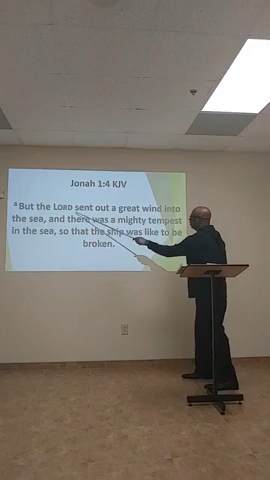 Jonah 1:4 KJV
4 But the LORD sent out a great wind into
the sea, and there was a mighty tempest
in the sea, so that the ship was like to be
broken.